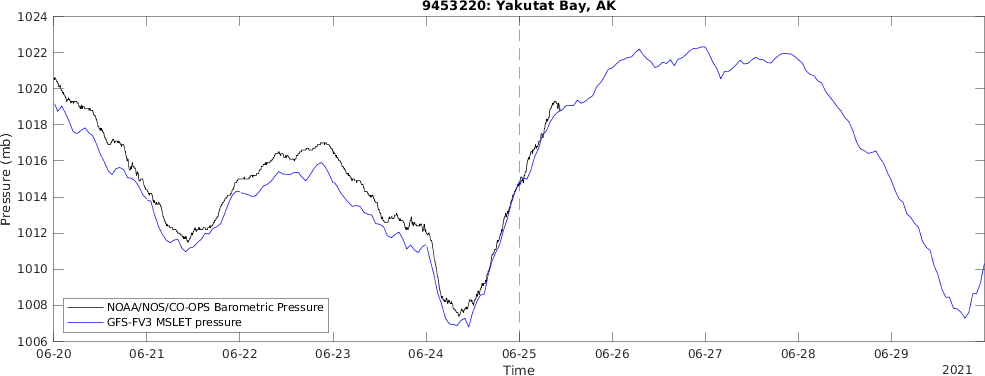 9453220: Yakutat Bay, AK
1024
1022
1020
1018
1016
1014
1012
1010
1008
1006
Pressure (mb)
NOAA/NOS/CO-OPS Barometric Pressure
GFS-FV3 MSLET pressure
06-20 06-21 06-22 06-23 06-24 06-25 06-26 06-27 06-28 06-29
Time
2021